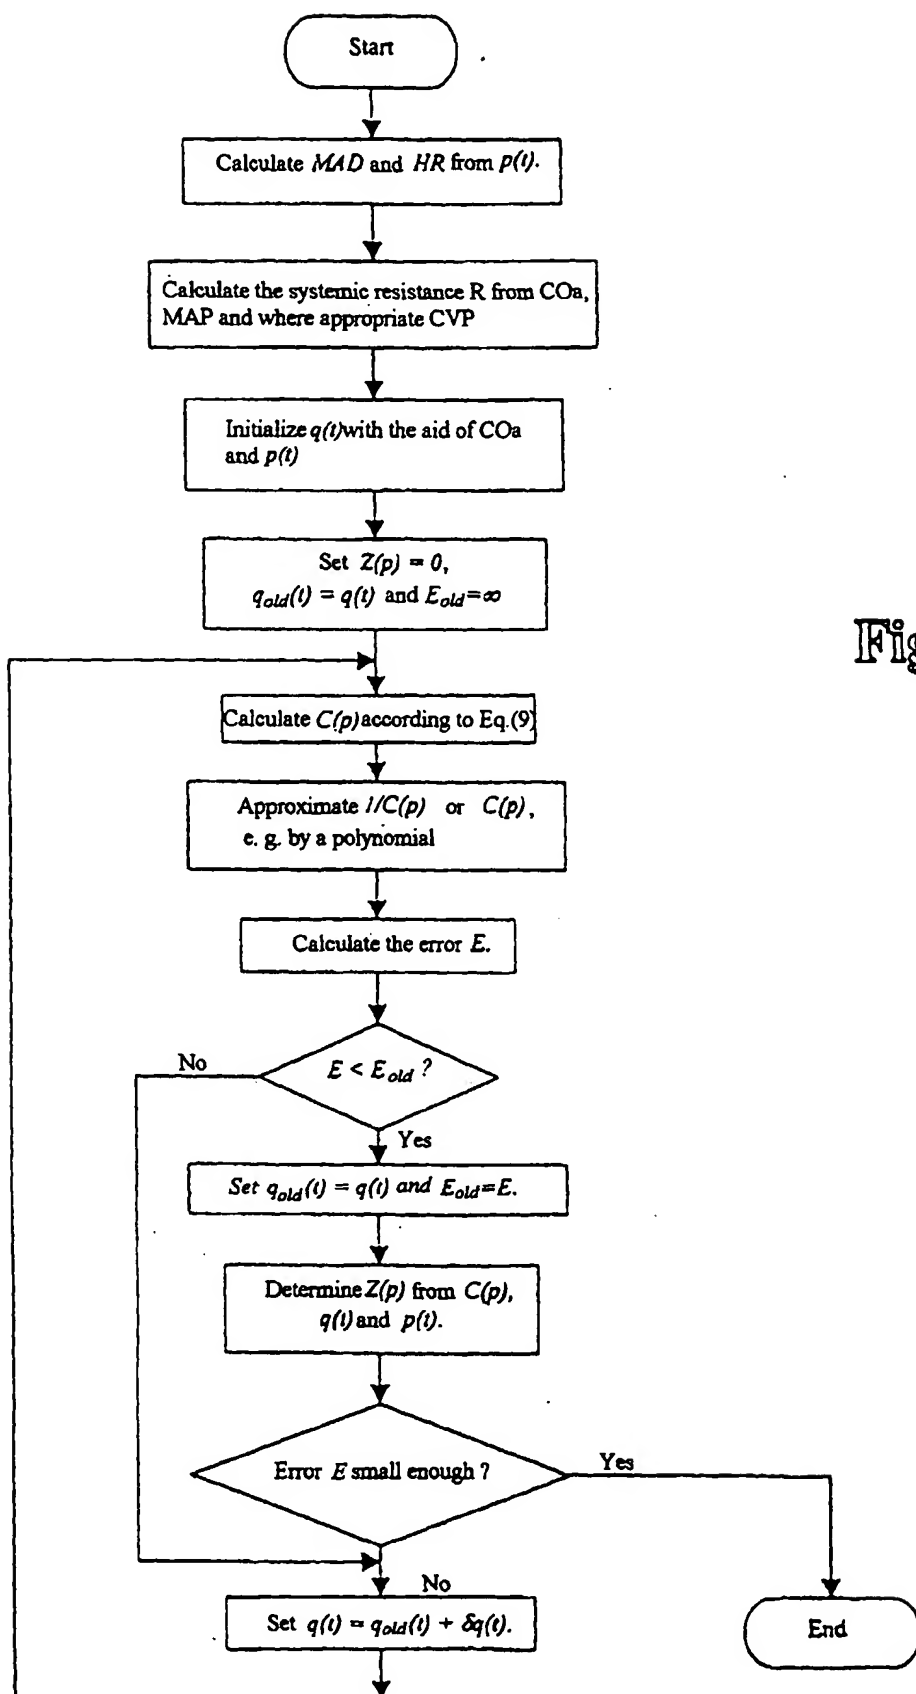 Start
Calculate MAD and HR from p(t).
Calculate the systemic resistance R from COa,
MAP and where appropriate CVP
Initialize q(t) with the aid of COa
and p(t)
Set Z(p) = 0,
q_old(t) = q(t) and E_old=∞
Fig
Calculate C(p) according to Eq.(9)
Approximate 1/C(p) or C(p),
e. g. by a polynomial
Calculate the error E.
No
E < E_old ?
Yes
Set q_old(t) = q(t) and E_old=E.
Determine Z(p) from C(p),
q(t) and p(t).
Error E small enough ?
Yes
No
Set q(t) = q_old(t) + δq(t).
End